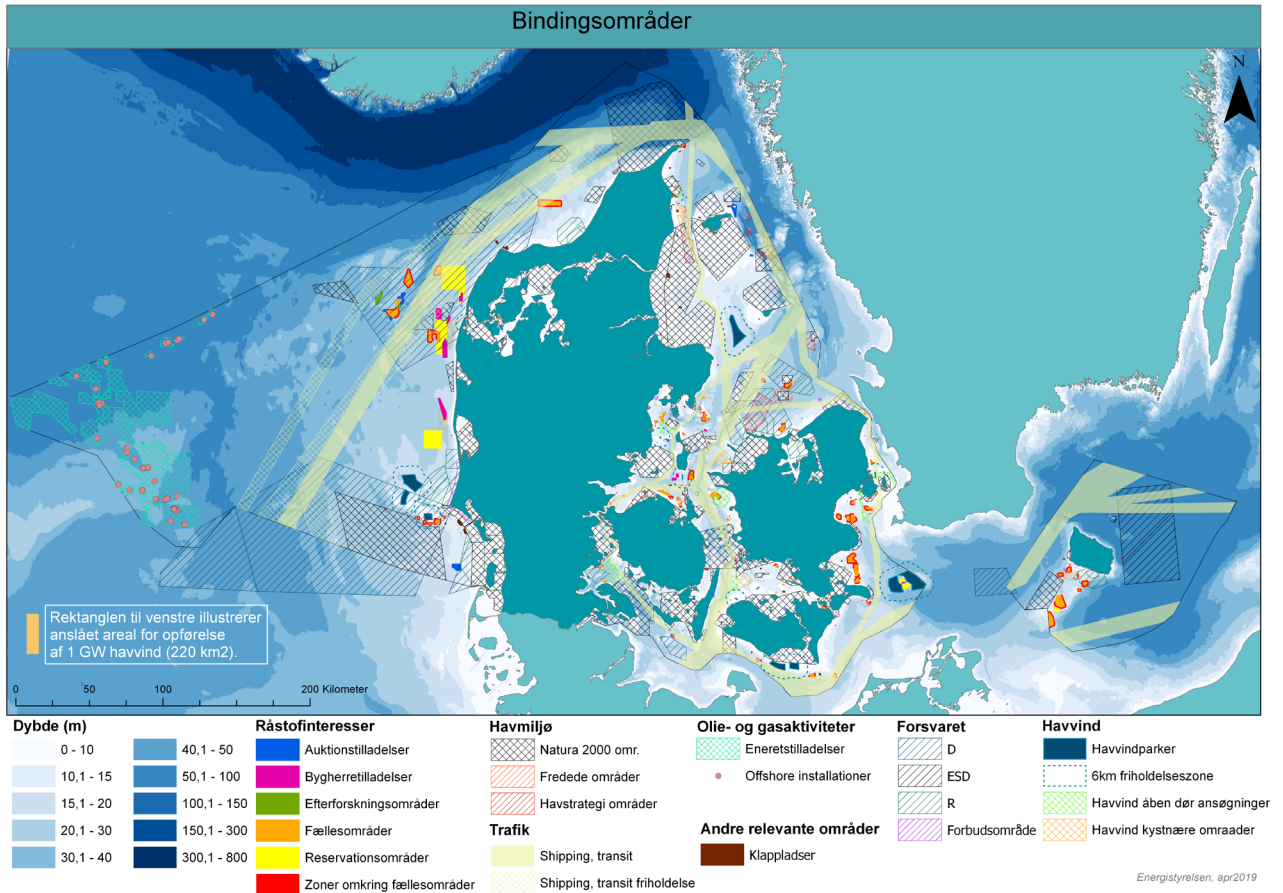 Bindingsområder
N
Rektanglen til venstre illustrerer
anslået areal for opførelse
af 1 GW havvind (220 km2).
0 50 100 200 Kilometer
Dybde (m)
0 - 10
10,1 - 15
15,1 - 20
20,1 - 30
30,1 - 40
40,1 - 50
50,1 - 100
100,1 - 150
150,1 - 300
300,1 - 800
Råstofinteresser
Auktionstilladelser
Bygherretilladelser
Efterforskningsområder
Fællesområder
Reservationsområder
Zoner omkring fællesområder
Havmiljø
Natura 2000 omr.
Fredede områder
Havstrategi områder
Trafik
Shipping, transit
Shipping, transit friholdelse
Olie- og gasaktiviteter
Eneretstilladelser
Offshore installationer
Andre relevante områder
Klappladser
Forsvaret
D
ESD
R
Forbudsområde
Havvind
Havvindparker
6km friholdelseszone
Havvind åben dør ansøgninger
Havvind kystnære omraader
Energistyrelsen, apr2019